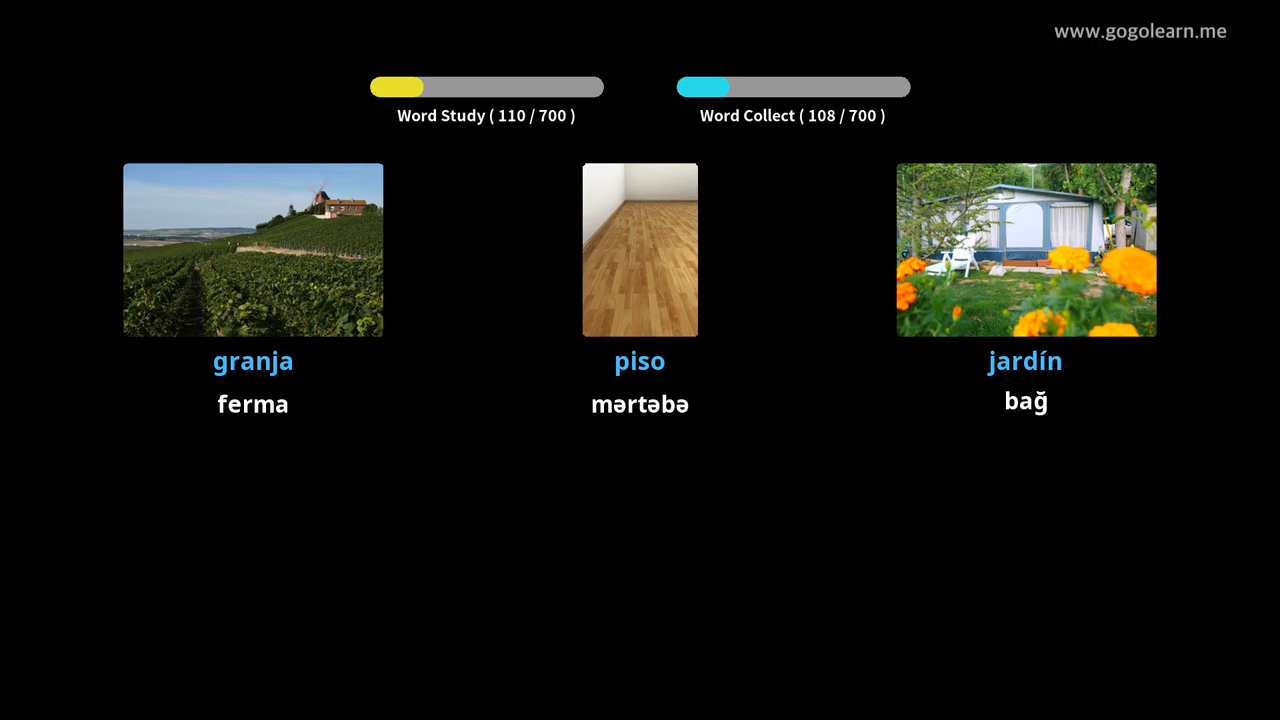 www.gogolearn.me
Word Study ( 110 / 700 )
Word Collect ( 108 / 700 )
granja
piso
jardín
ferma
mərtəbə
bağ